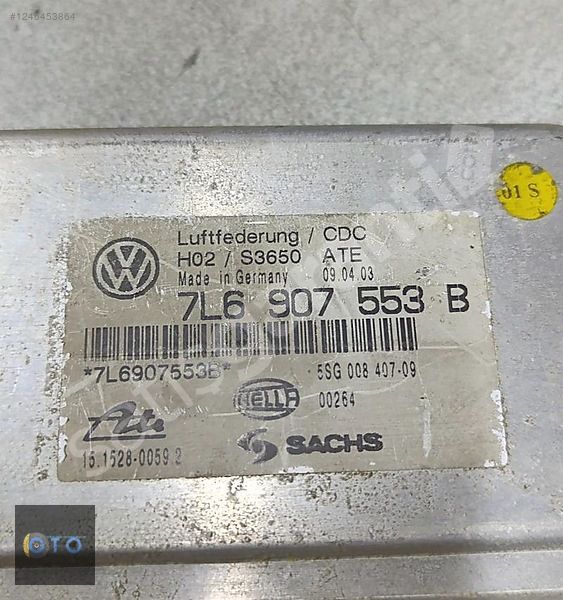 #1246453864
01 S
Luftfederung / CDC
H02 / S3650 ATE
Made in Germany 09.04.03
7L6 907 553 B
*7L6907553B*
5SG 008 407-09
HELLA 00264
Ate
SACHS
15.1528-0059.2
OTO